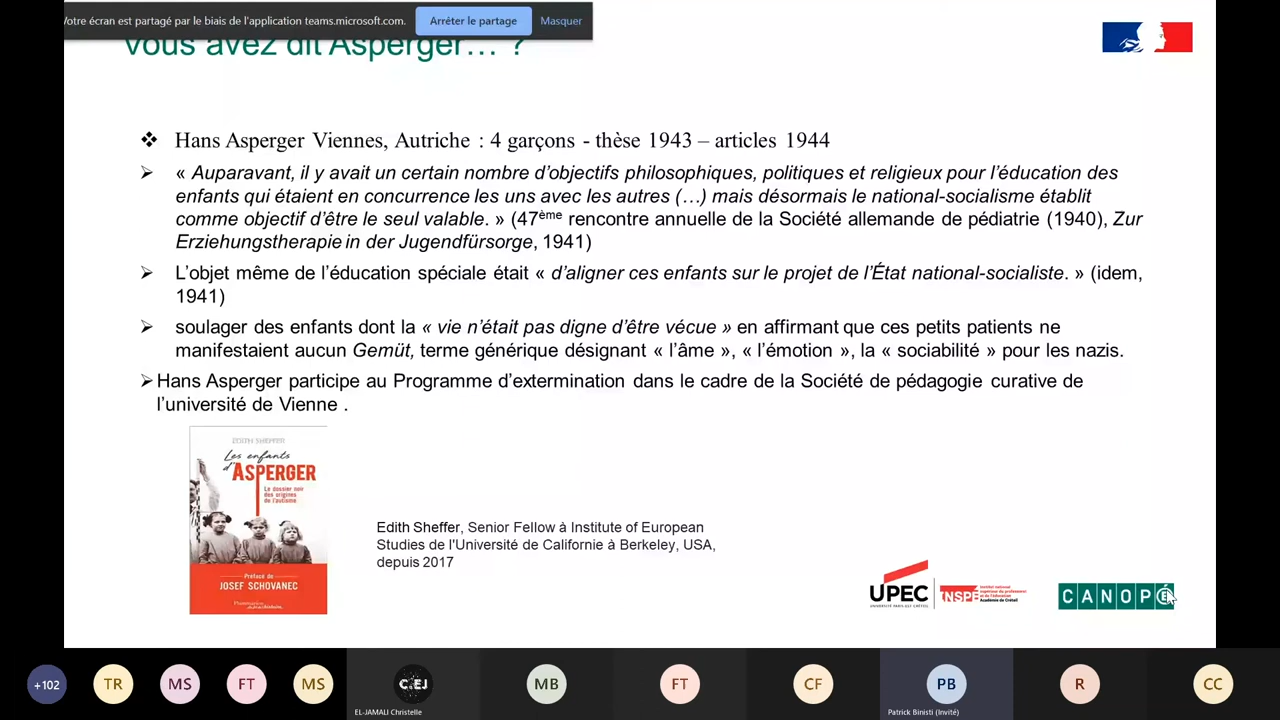 Votre écran est partagé par le biais de l'application teams.microsoft.com. Arrêter le partage Masquer
Vous avez dit Asperger… ?
❖ Hans Asperger Viennes, Autriche : 4 garçons - thèse 1943 – articles 1944
➢ « Auparavant, il y avait un certain nombre d’objectifs philosophiques, politiques et religieux pour l’éducation des
enfants qui étaient en concurrence les uns avec les autres (…) mais désormais le national-socialisme établit
comme objectif d’être le seul valable. » (47ème rencontre annuelle de la Société allemande de pédiatrie (1940), Zur
Erziehungstherapie in der Jugendfürsorge, 1941)
➢ L’objet même de l’éducation spéciale était « d’aligner ces enfants sur le projet de l’État national-socialiste. » (idem,
1941)
➢ soulager des enfants dont la « vie n’était pas digne d’être vécue » en affirmant que ces petits patients ne
manifestaient aucun Gemüt, terme générique désignant « l’âme », « l’émotion », la « sociabilité » pour les nazis.
➢ Hans Asperger participe au Programme d’extermination dans le cadre de la Société de pédagogie curative de
l’université de Vienne .
EDITH SHEFFER
Les enfants
d'ASPERGER
Le dossier noir
des origines
de l'autisme
Préface de
JOSEF SCHOVANEC
Flammarion
Edith Sheffer, Senior Fellow à Institute of European
Studies de l'Université de Californie à Berkeley, USA,
depuis 2017
UPEC
UNIVERSITÉ PARIS-EST CRÉTEIL
INSPÉ
Académie de Créteil
CANOPÉ
+102 TR MS FT MS C.EJ MB FT CF PB R CC
EL-JAMALI Christelle
Patrick Binisti (Invité)